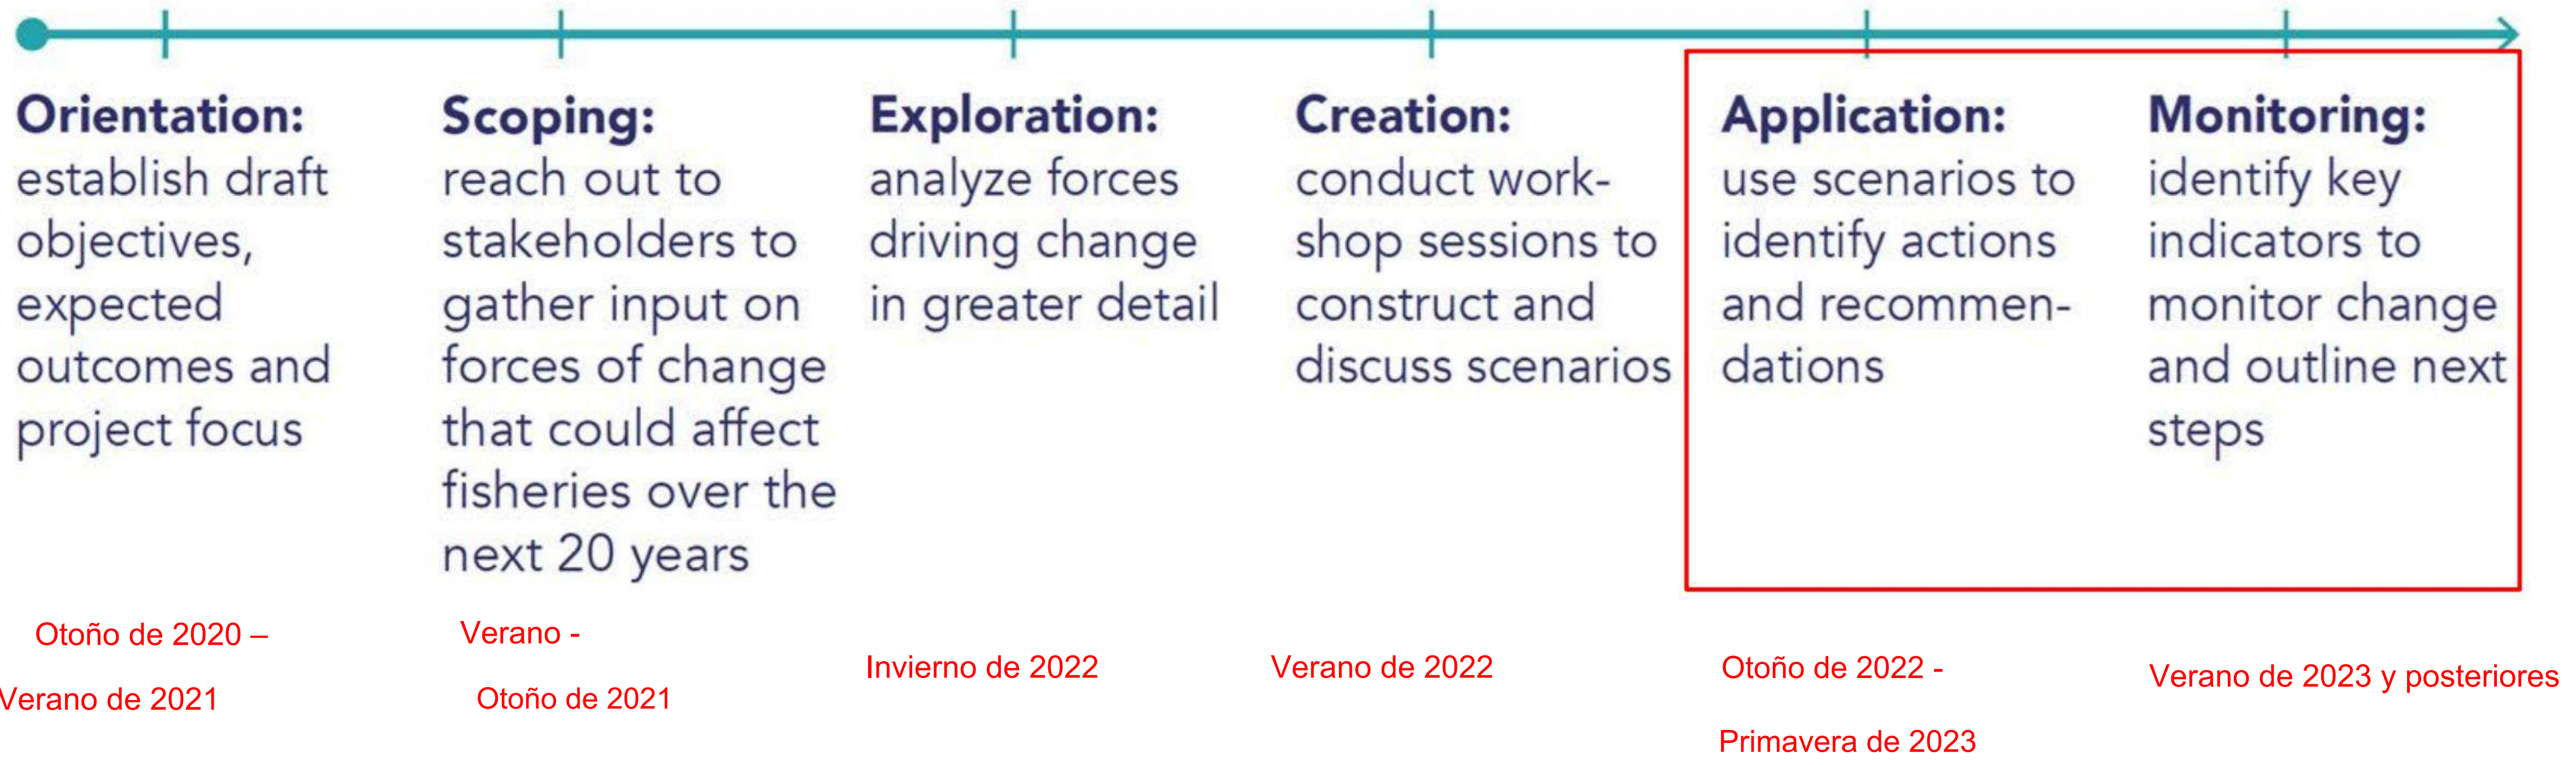 Orientation:
establish draft
objectives,
expected
outcomes and
project focus
Otoño de 2020 –
Verano de 2021
Scoping:
reach out to
stakeholders to
gather input on
forces of change
that could affect
fisheries over the
next 20 years
Verano -
Otoño de 2021
Exploration:
analyze forces
driving change
in greater detail
Invierno de 2022
Creation:
conduct work-
shop sessions to
construct and
discuss scenarios
Verano de 2022
Application:
use scenarios to
identify actions
and recommen-
dations
Otoño de 2022 -
Primavera de 2023
Monitoring:
identify key
indicators to
monitor change
and outline next
steps
Verano de 2023 y posteriores